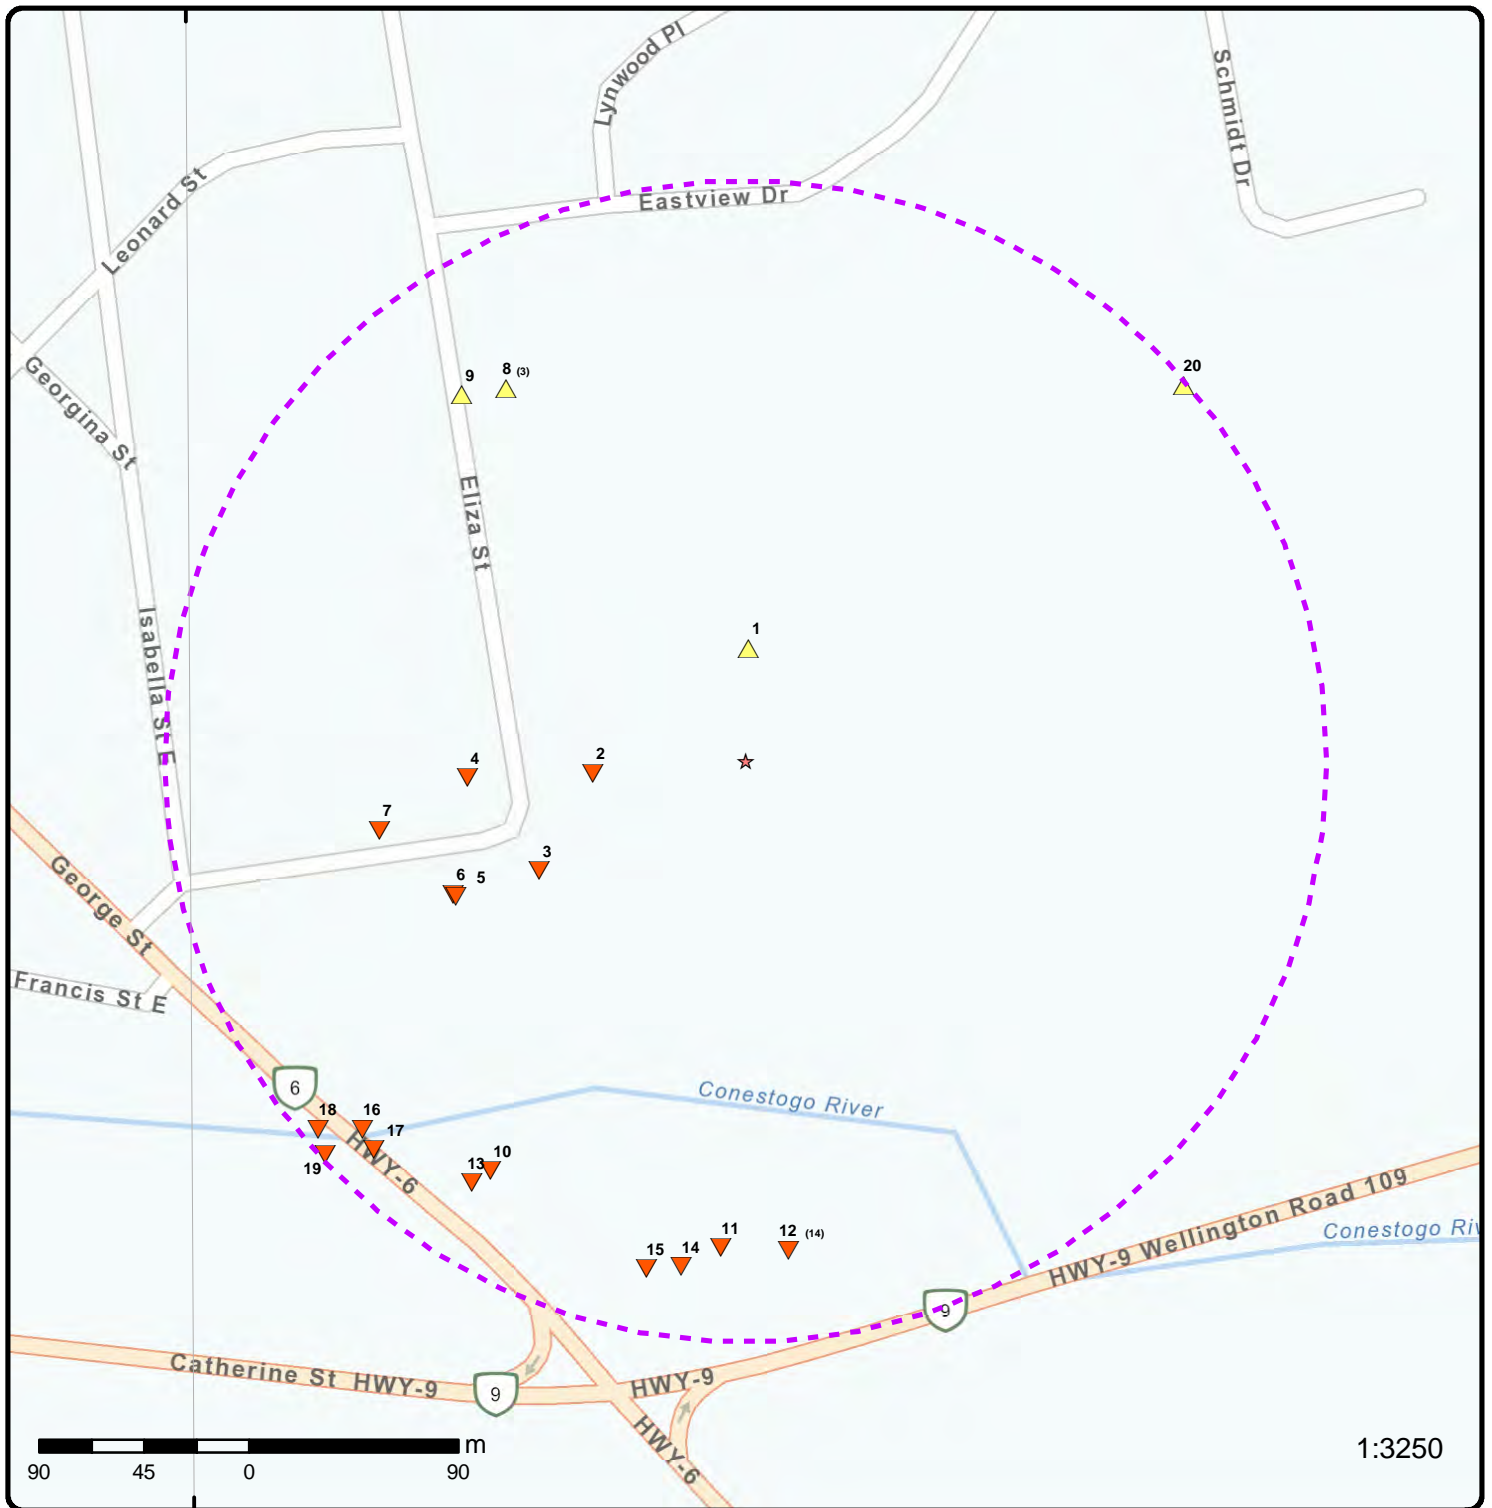 Lynwood Pl
Schmidt Dr
Eastview Dr
Leonard St
Georgina St
9
8 (3)
20
Eliza St
Isabella St E
1
4
2
7
3
6
5
George St
Francis St E
6
Conestogo River
18
16
17
19
HWY-6
13
10
11
12 (14)
15
14
HWY-9 Wellington Road 109
Conestogo Riv
9
Catherine St HWY-9
9
HWY-9
HWY-6
m
90 45 0 90
1:3250